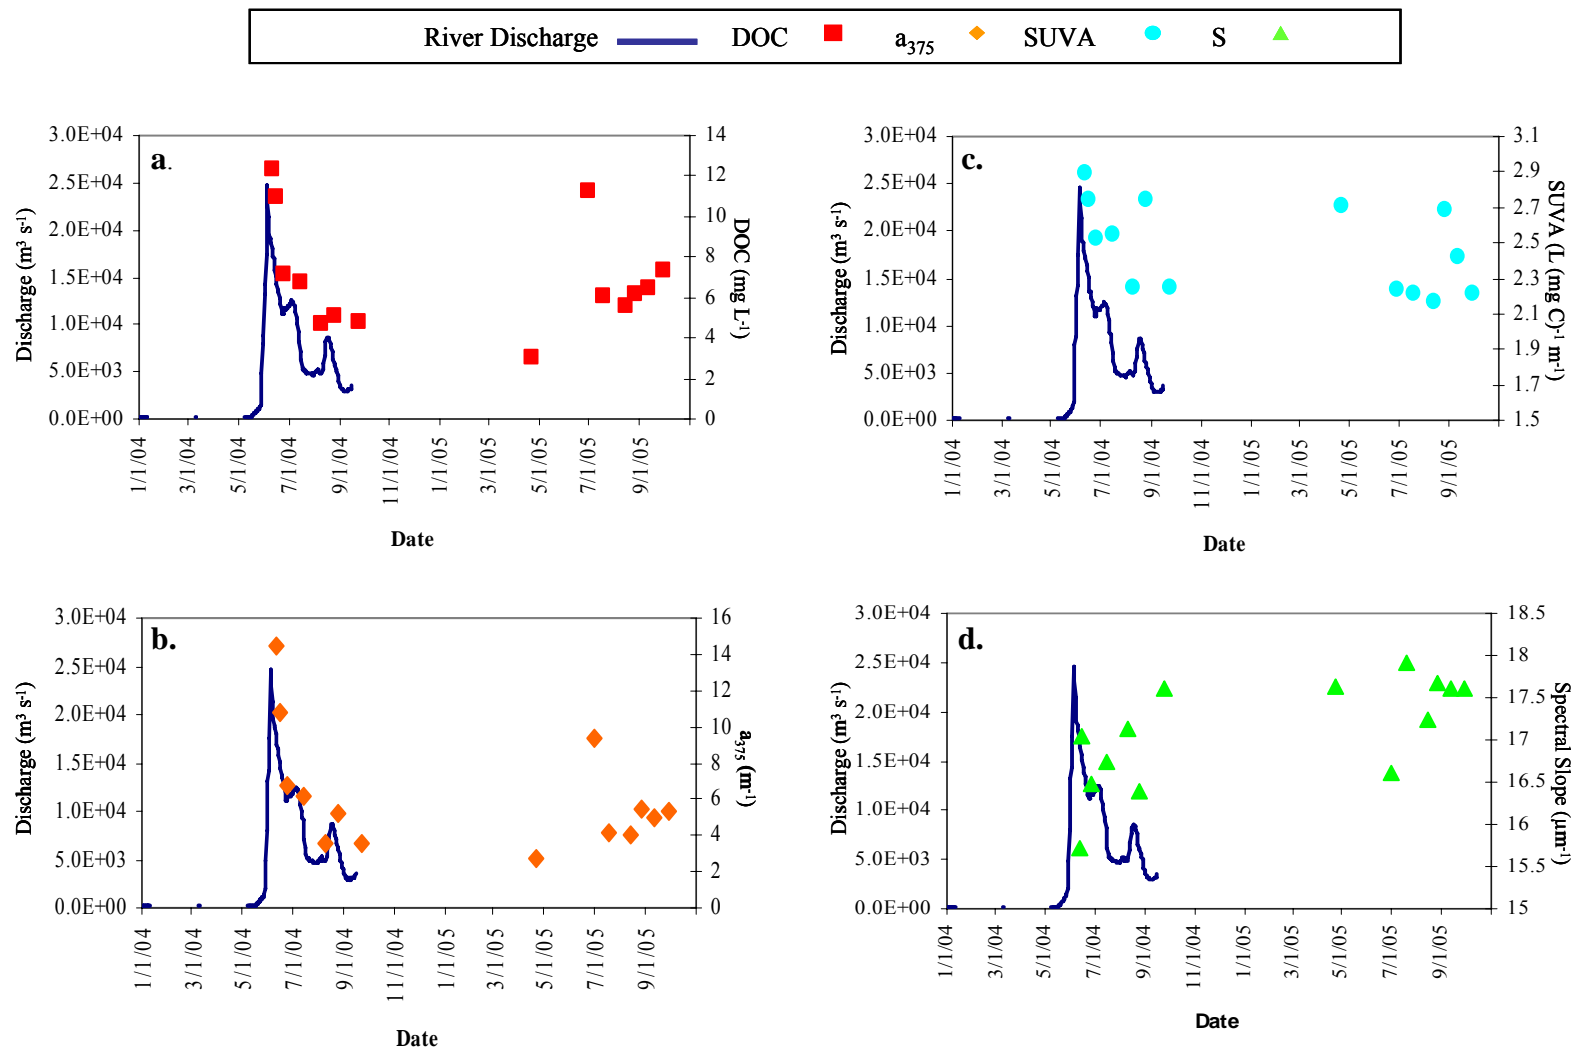 River Discharge DOC a375 SUVA S
a.
3.0E+04
2.5E+04
2.0E+04
1.5E+04
1.0E+04
5.0E+03
0.0E+00
Discharge (m³ s-1)
14
12
10
8
6
4
2
0
DOC (mg L-1)
1/1/04
3/1/04
5/1/04
7/1/04
9/1/04
11/1/04
1/1/05
3/1/05
5/1/05
7/1/05
9/1/05
Date
c.
3.0E+04
2.5E+04
2.0E+04
1.5E+04
1.0E+04
5.0E+03
0.0E+00
Discharge (m³ s-1)
3.1
2.9
2.7
2.5
2.3
2.1
1.9
1.7
1.5
SUVA (L (mg C)-1 m-1)
1/1/04
3/1/04
5/1/04
7/1/04
9/1/04
11/1/04
1/1/05
3/1/05
5/1/05
7/1/05
9/1/05
Date
b.
3.0E+04
2.5E+04
2.0E+04
1.5E+04
1.0E+04
5.0E+03
0.0E+00
Discharge (m³ s-1)
16
14
12
10
8
6
4
2
0
a375 (m-1)
1/1/04
3/1/04
5/1/04
7/1/04
9/1/04
11/1/04
1/1/05
3/1/05
5/1/05
7/1/05
9/1/05
Date
d.
3.0E+04
2.5E+04
2.0E+04
1.5E+04
1.0E+04
5.0E+03
0.0E+00
Discharge (m³ s-1)
18.5
18
17.5
17
16.5
16
15.5
15
Spectral Slope (µm-1)
1/1/04
3/1/04
5/1/04
7/1/04
9/1/04
11/1/04
1/1/05
3/1/05
5/1/05
7/1/05
9/1/05
Date